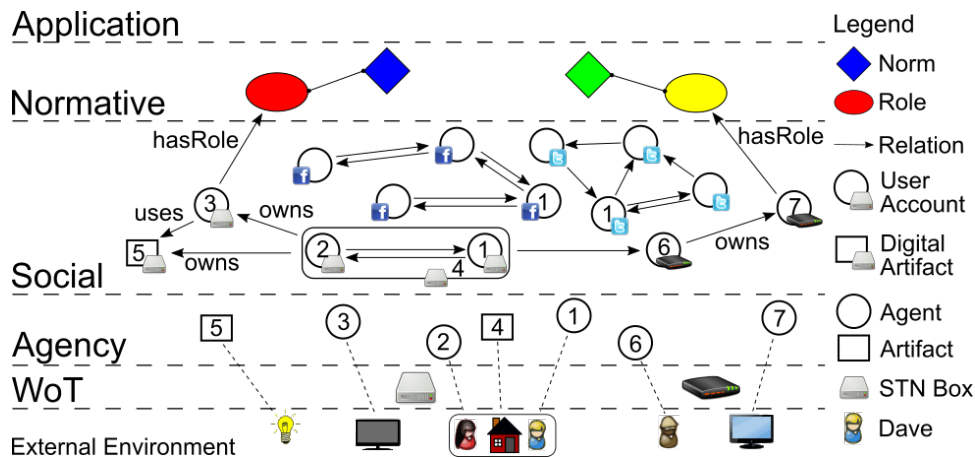 Application
Normative
hasRole
hasRole
f
f
t
t
f
f
1
1
t
t
3
7
uses
owns
5
owns
2
1
4
6
owns
Social
5
3
2
4
1
6
7
Agency
WoT
External Environment
Legend
Norm
Role
Relation
User
Account
Digital
Artifact
Agent
Artifact
STN Box
Dave